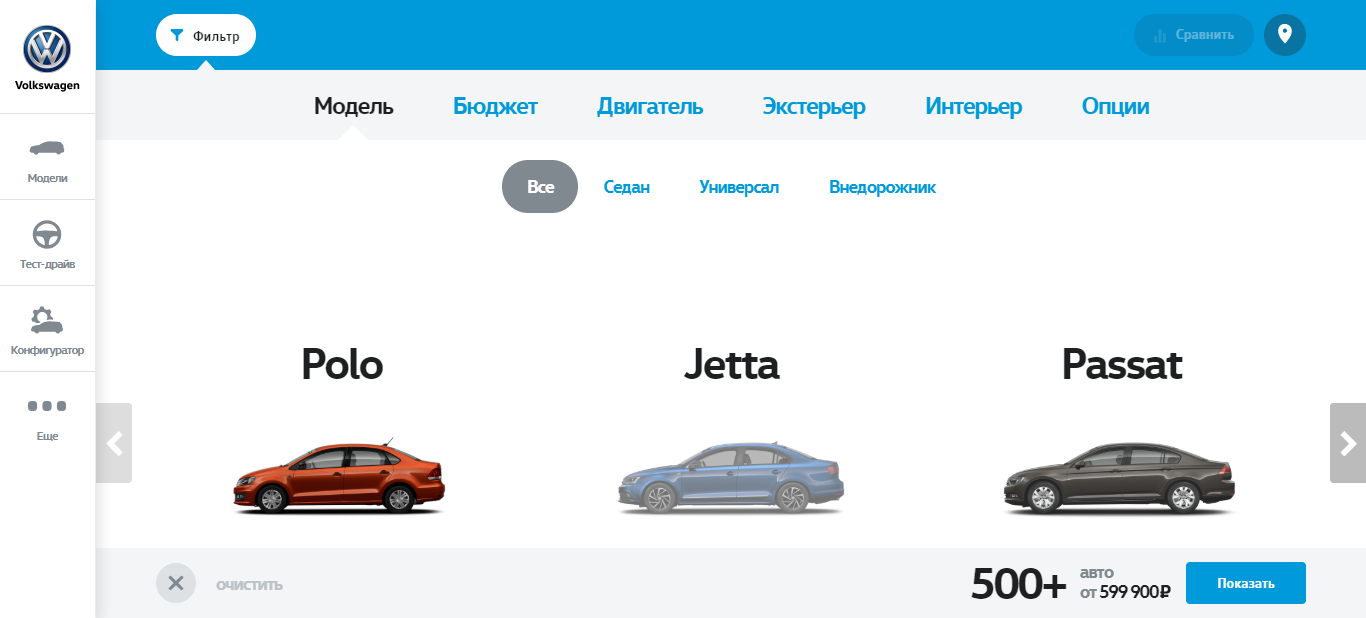 Volkswagen
Модели
Тест-драйв
Конфигуратор
Еще
Фильтр
Сравнить
Модель Бюджет Двигатель Экстерьер Интерьер Опции
Все Седан Универсал Внедорожник
Polo Jetta Passat
очистить
500+
авто
от 599 900₽
Показать